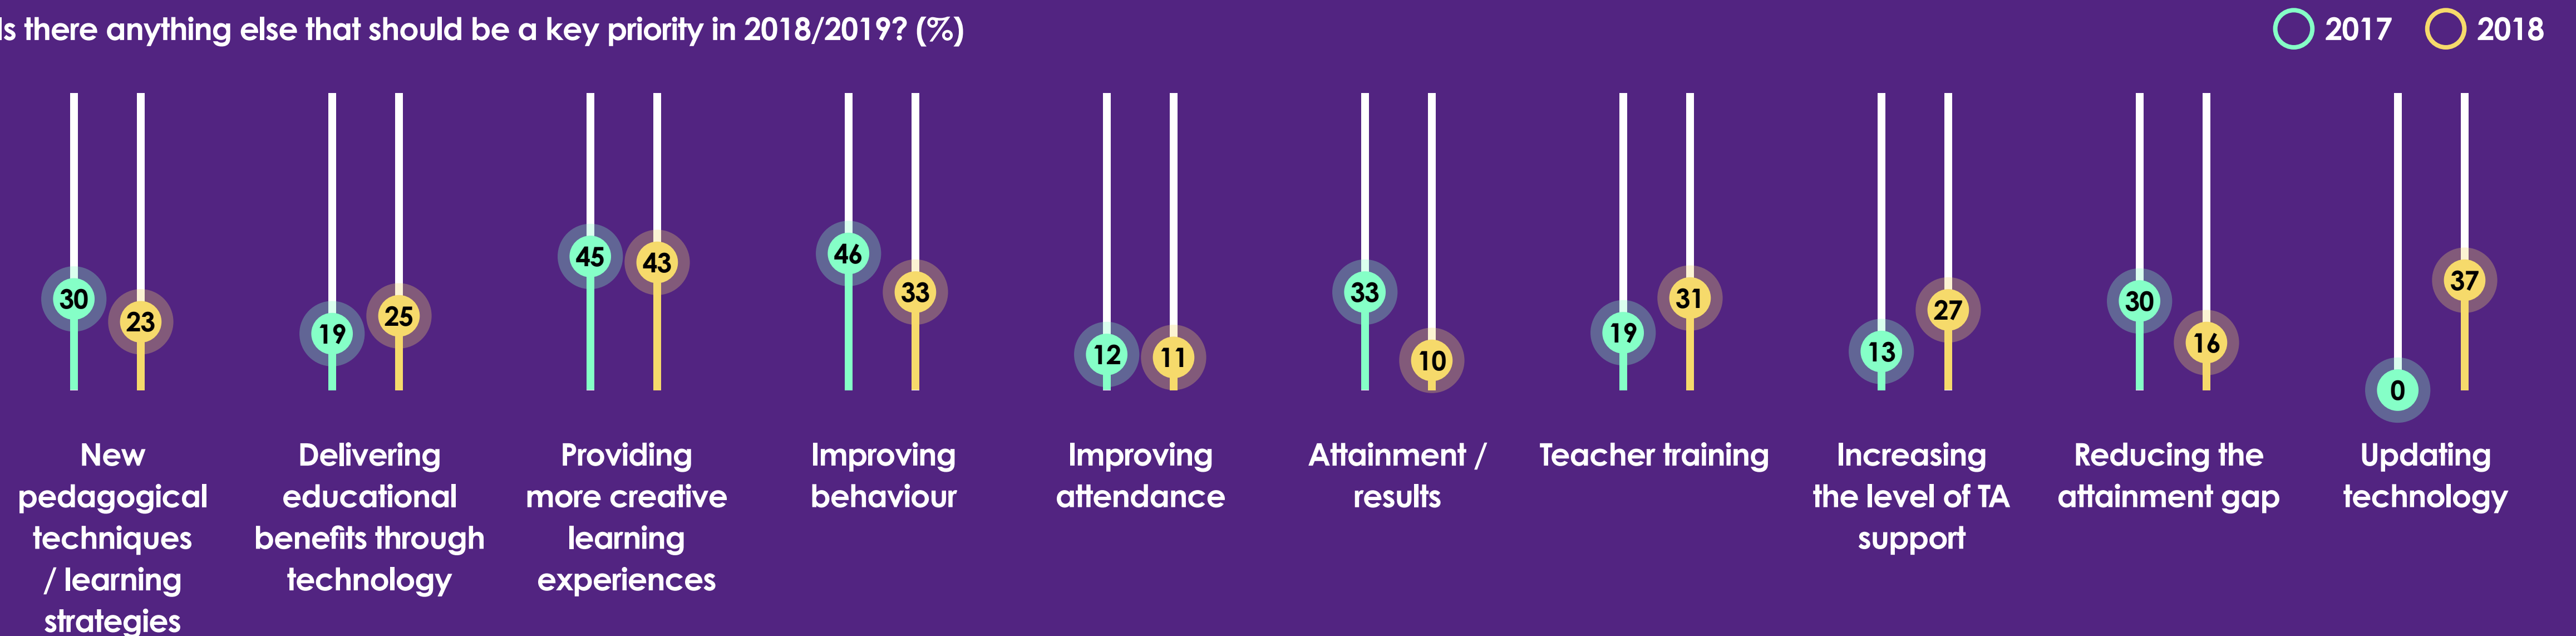 Is there anything else that should be a key priority in 2018/2019? (%)
2017
2018
30
23
19
25
45
43
46
33
12
11
33
10
19
31
13
27
30
16
0
37
New
pedagogical
techniques
/ learning
strategies
Delivering
educational
benefits through
technology
Providing
more creative
learning
experiences
Improving
behaviour
Improving
attendance
Attainment /
results
Teacher training
Increasing
the level of TA
support
Reducing the
attainment gap
Updating
technology